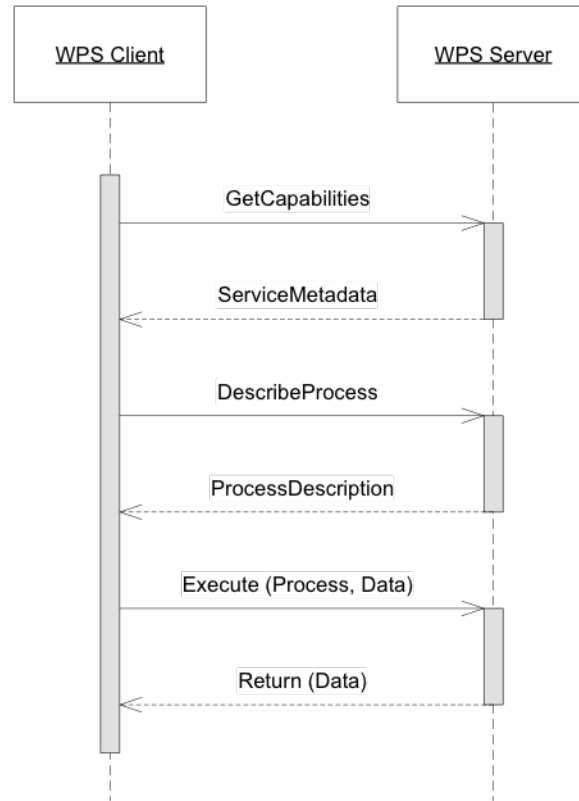 WPS Client
WPS Server
GetCapabilities
ServiceMetadata
DescribeProcess
ProcessDescription
Execute (Process, Data)
Return (Data)